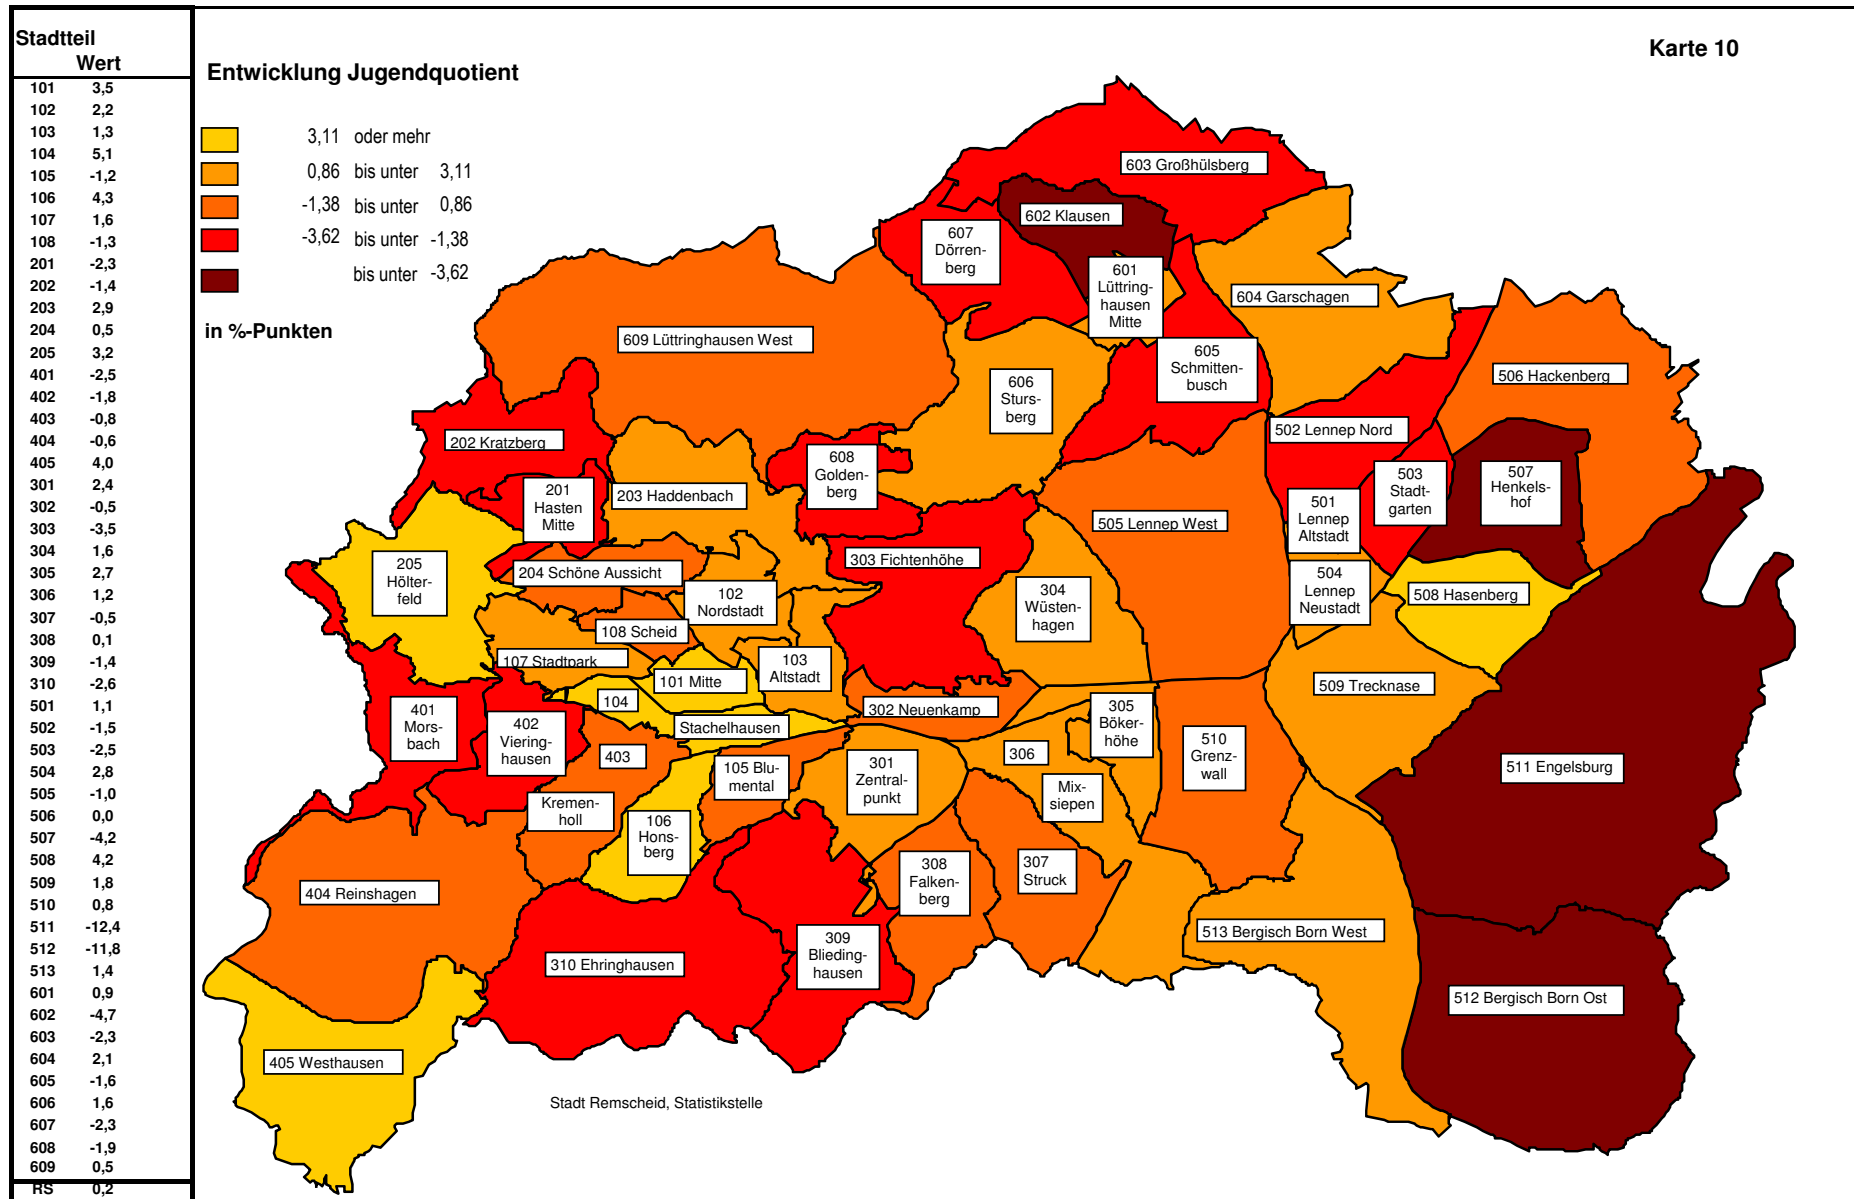 Stadtteil
Wert
101 3,5
102 2,2
103 1,3
104 5,1
105 -1,2
106 4,3
107 1,6
108 -1,3
201 -2,3
202 -1,4
203 2,9
204 0,5
205 3,2
401 -2,5
402 -1,8
403 -0,8
404 -0,6
405 4,0
301 2,4
302 -0,5
303 -3,5
304 1,6
305 2,7
306 1,2
307 -0,5
308 0,1
309 -1,4
310 -2,6
501 1,1
502 -1,5
503 -2,5
504 2,8
505 -1,0
506 0,0
507 -4,2
508 4,2
509 1,8
510 0,8
511 -12,4
512 -11,8
513 1,4
601 0,9
602 -4,7
603 -2,3
604 2,1
605 -1,6
606 1,6
607 -2,3
608 -1,9
609 0,5
RS 0,2
Karte 10
Entwicklung Jugendquotient
3,11 oder mehr
0,86 bis unter 3,11
-1,38 bis unter 0,86
-3,62 bis unter -1,38
bis unter -3,62
in %-Punkten
603 Großhülsberg
602 Klausen
607
Dörren-
berg
601
Lüttring-
hausen
Mitte
604 Garschagen
609 Lüttringhausen West
605
Schmitten-
busch
606
Sturs-
berg
506 Hackenberg
502 Lennep Nord
202 Kratzberg
608
Golden-
berg
503
Stadt-
garten
507
Henkels-
hof
201
Hasten
Mitte
203 Haddenbach
501
Lennep
Altstadt
505 Lennep West
303 Fichtenhöhe
205
Hölter-
feld
204 Schöne Aussicht
102
Nordstadt
304
Wüsten-
hagen
504
Lennep
Neustadt
508 Hasenberg
108 Scheid
107 Stadtpark
103
Altstadt
101 Mitte
509 Trecknase
104
Stachelhausen
302 Neuenkamp
305
Böker-
höhe
401
Mors-
bach
402
Viering-
hausen
403
Kremen-
holl
105 Blu-
mental
301
Zentral-
punkt
306
Mix-
siepen
510
Grenz-
wall
511 Engelsburg
106
Hons-
berg
308
Falken-
berg
307
Struck
404 Reinshagen
513 Bergisch Born West
309
Blieding-
hausen
310 Ehringhausen
512 Bergisch Born Ost
405 Westhausen
Stadt Remscheid, Statistikstelle